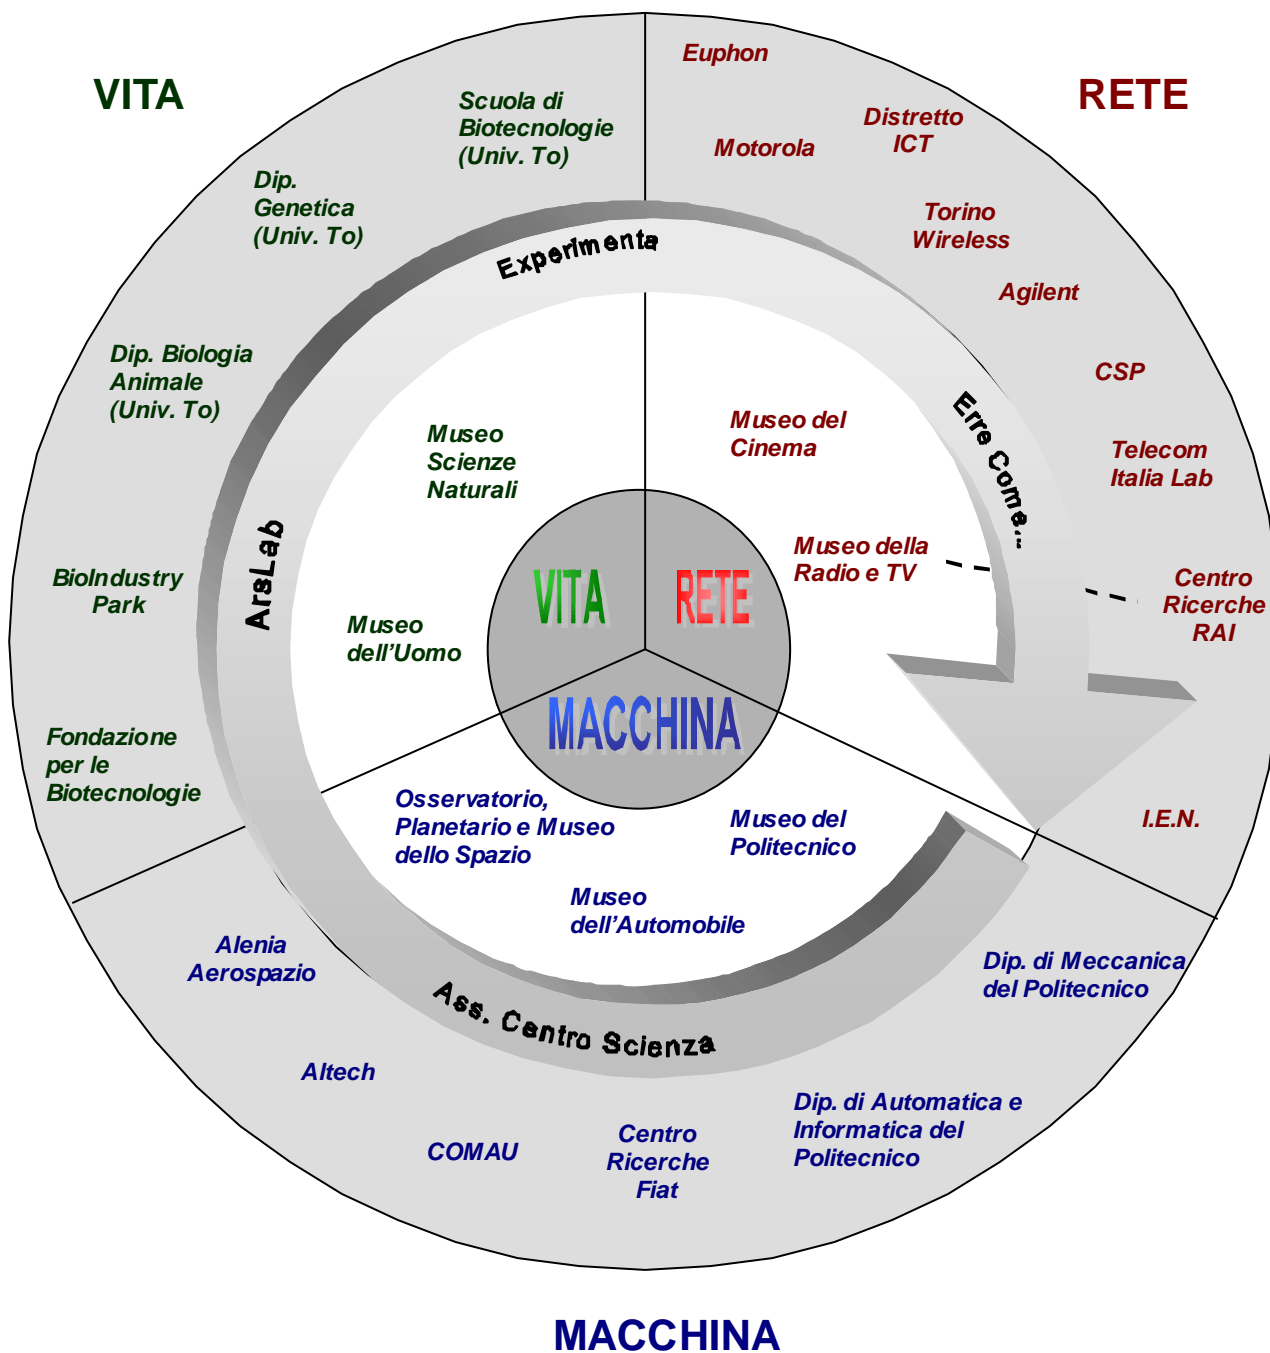 VITA
RETE
Euphon
Scuola di
Biotecnologie
(Univ. To)
Distretto
ICT
Motorola
Dip.
Genetica
(Univ. To)
Torino
Wireless
Experimenta
Agilent
Dip. Biologia
Animale
(Univ. To)
CSP
Erre Come...
Museo del
Cinema
Museo
Scienze
Naturali
Telecom
Italia Lab
ArsLab
Museo della
Radio e TV
BioIndustry
Park
VITA
RETE
Centro
Ricerche
RAI
Museo
dell'Uomo
MACCHINA
Fondazione
per le
Biotecnologie
Osservatorio,
Planetario e Museo
dello Spazio
Museo del
Politecnico
I.E.N.
Museo
dell'Automobile
Alenia
Aerospazio
Dip. di Meccanica
del Politecnico
Ass. Centro Scienza
Altech
Dip. di Automatica e
Informatica del
Politecnico
COMAU
Centro
Ricerche
Fiat
MACCHINA